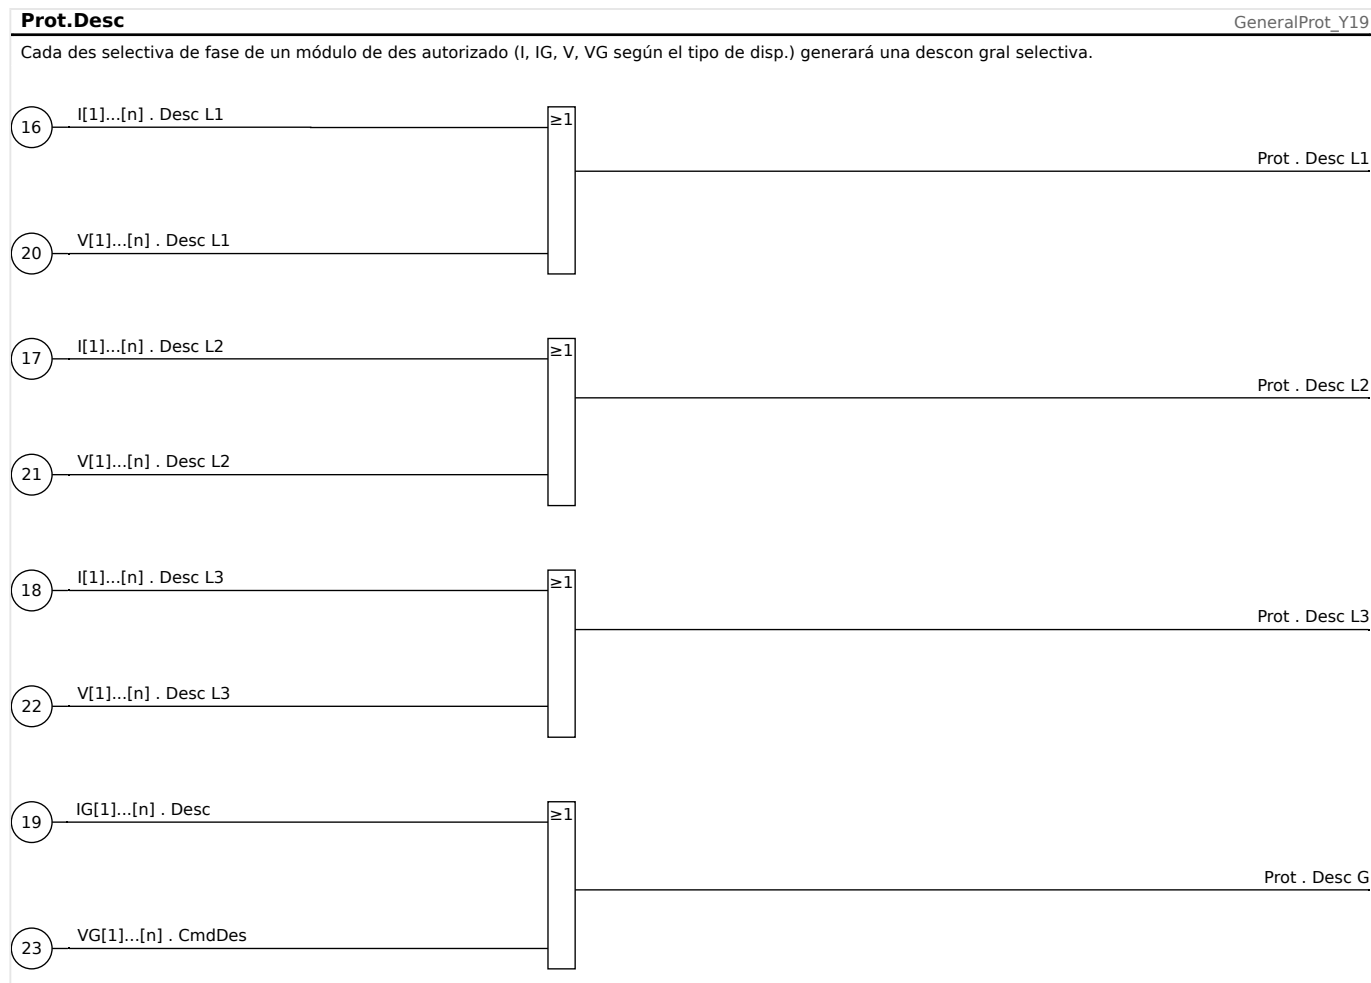 Prot.Desc
GeneralProt_Y19
Cada des selectiva de fase de un módulo de des autorizado (I, IG, V, VG según el tipo de disp.) generará una descon gral selectiva.
16
I[1]...[n] . Desc L1
≥1
Prot . Desc L1
20
V[1]...[n] . Desc L1
17
I[1]...[n] . Desc L2
≥1
Prot . Desc L2
21
V[1]...[n] . Desc L2
18
I[1]...[n] . Desc L3
≥1
Prot . Desc L3
22
V[1]...[n] . Desc L3
19
IG[1]...[n] . Desc
≥1
Prot . Desc G
23
VG[1]...[n] . CmdDes